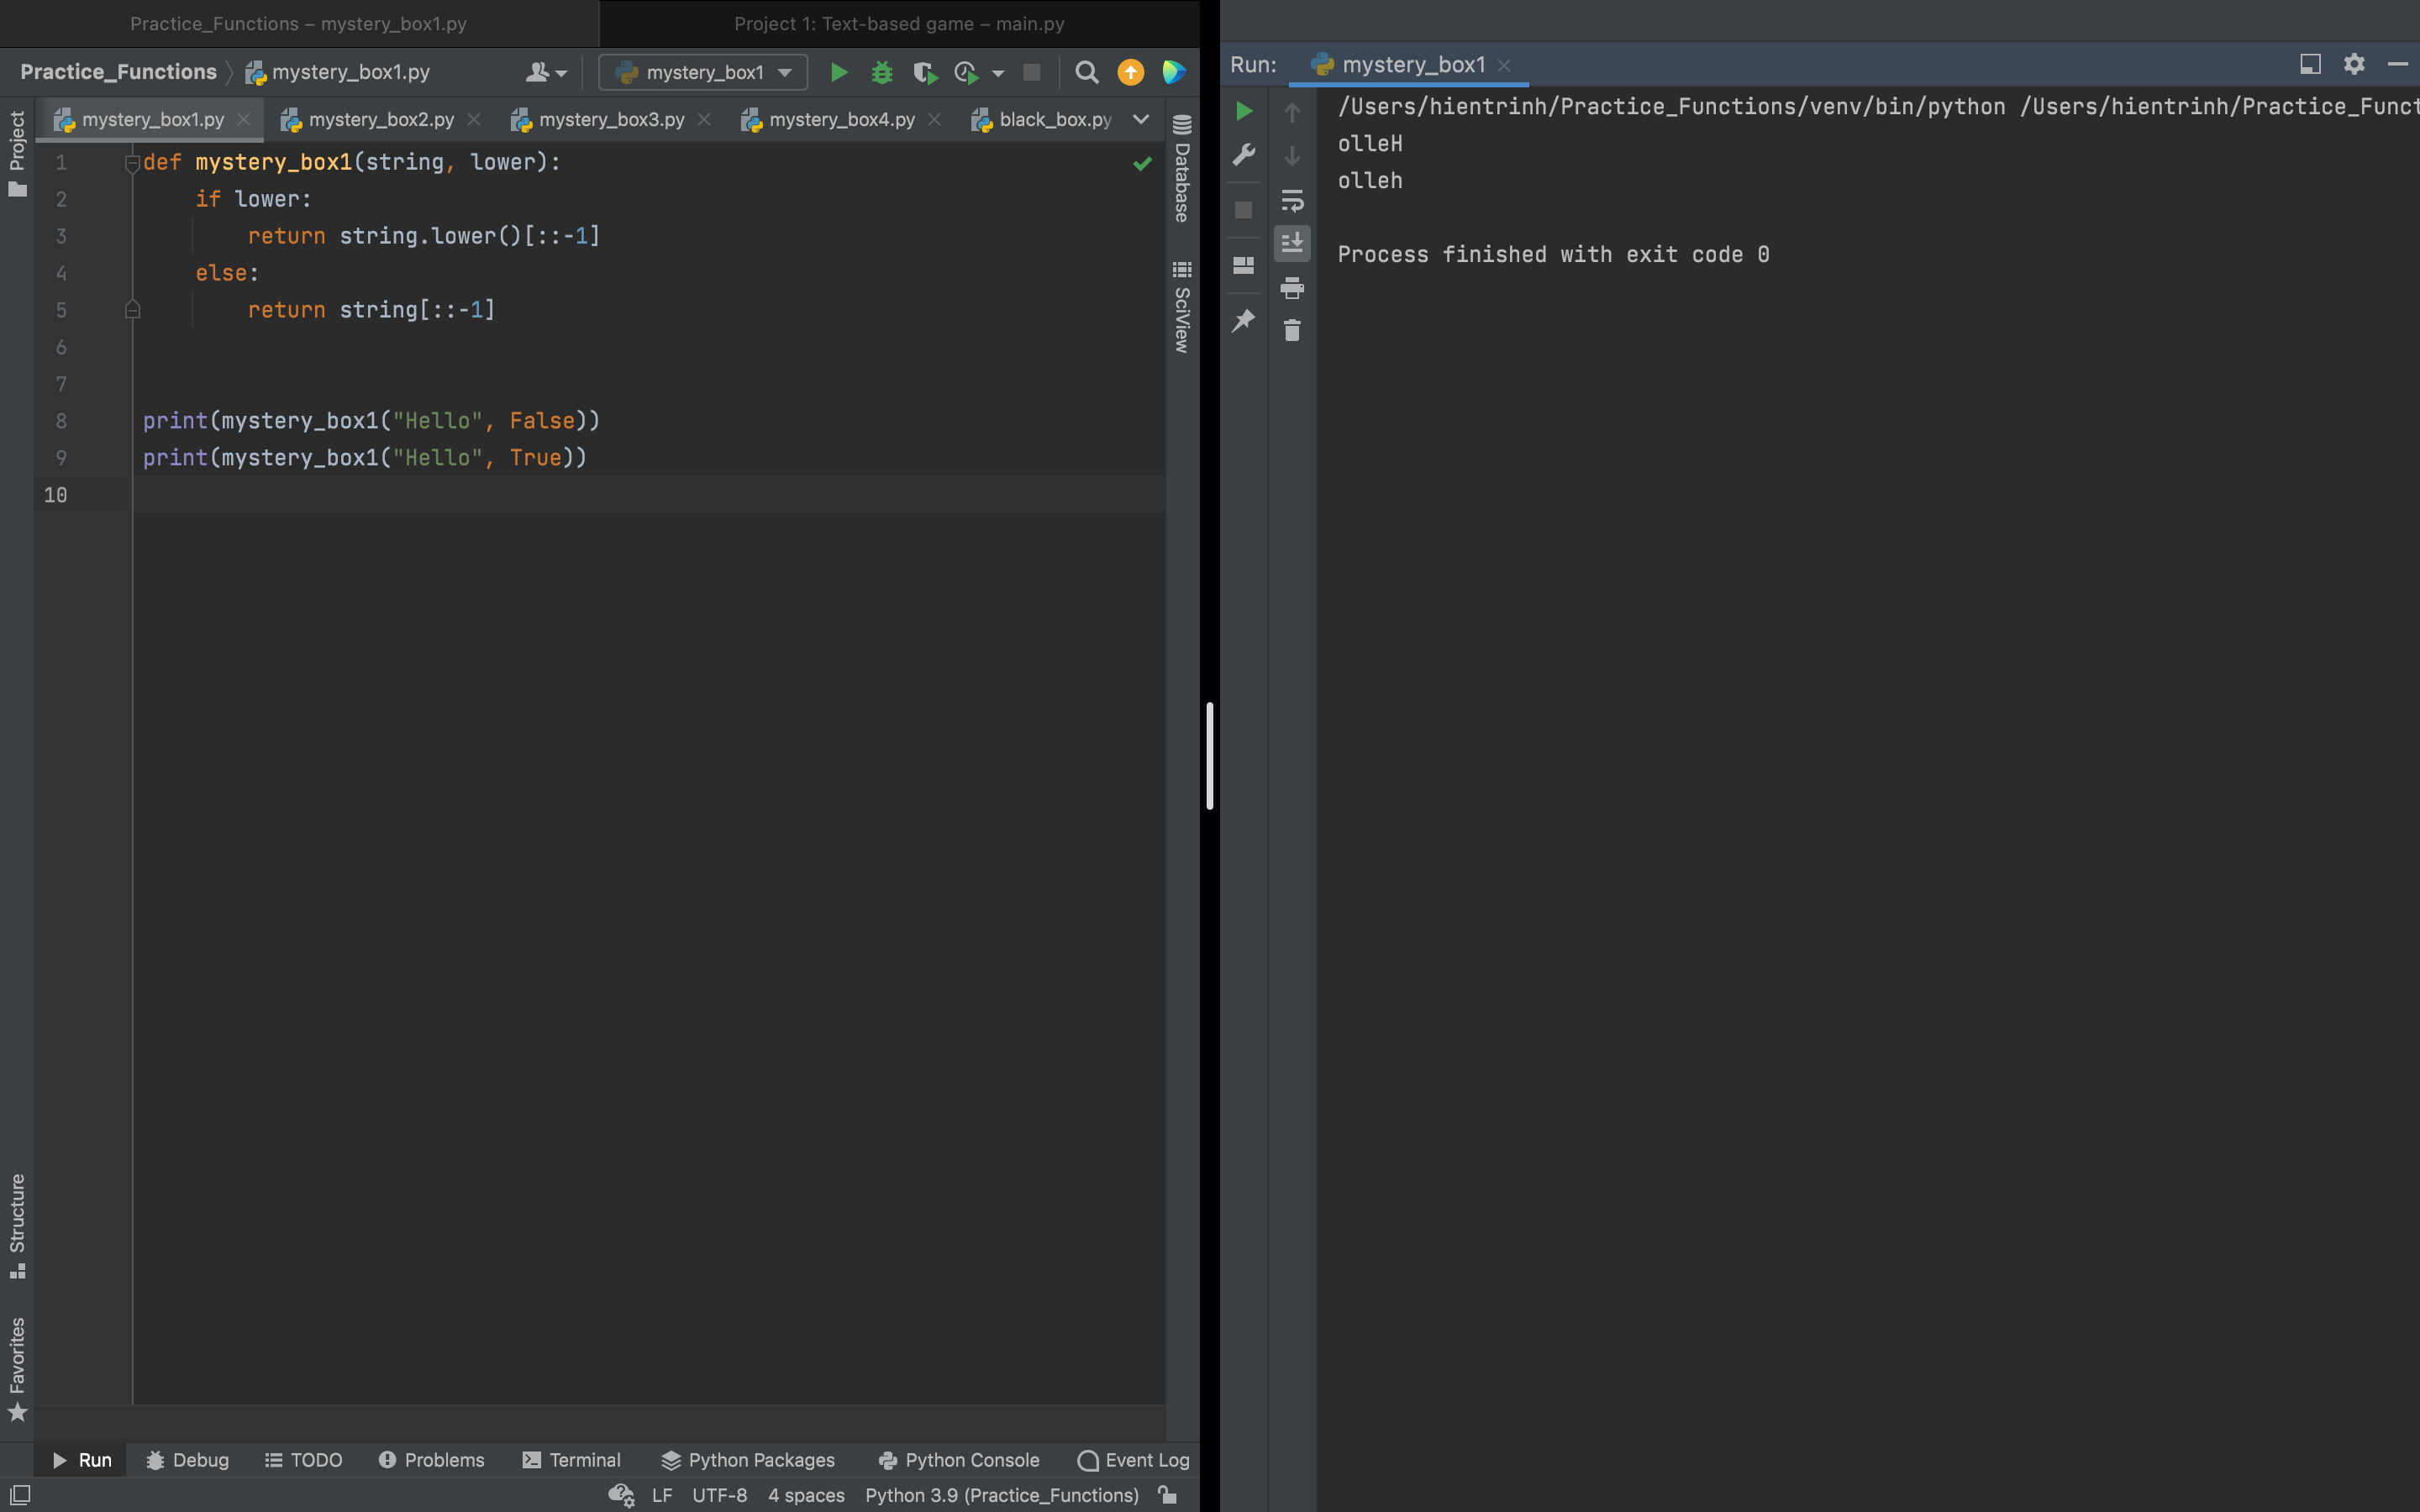 Practice_Functions – mystery_box1.py
Project 1: Text-based game – main.py
Practice_Functions
mystery_box1.py
mystery_box1
mystery_box1.py
mystery_box2.py
mystery_box3.py
mystery_box4.py
black_box.py
Project
Structure
Favorites
1 def mystery_box1(string, lower):
2     if lower:
3         return string.lower()[::-1]
4     else:
5         return string[::-1]
6
7
8 print(mystery_box1("Hello", False))
9 print(mystery_box1("Hello", True))
10
Database
SciView
Run
Debug
TODO
Problems
Terminal
Python Packages
Python Console
Event Log
LF
UTF-8
4 spaces
Python 3.9 (Practice_Functions)
Run:
mystery_box1
/Users/hientrinh/Practice_Functions/venv/bin/python /Users/hientrinh/Practice_Funct
olleH
olleh
Process finished with exit code 0